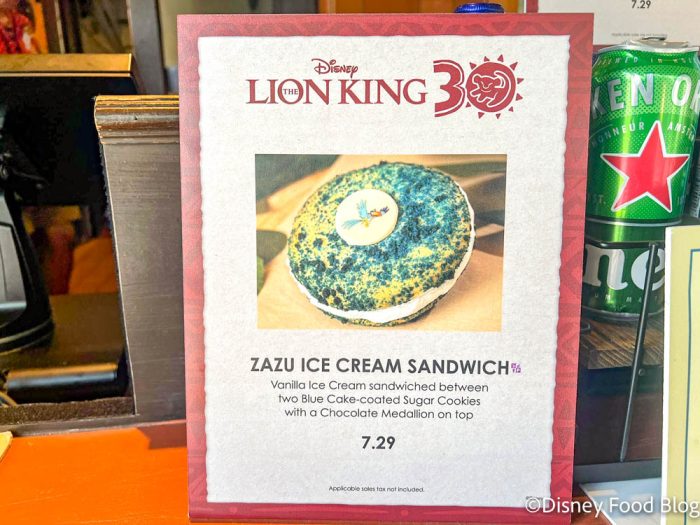 7.29
DISNEY
THE
LION KING 30
ZAZU ICE CREAM SANDWICH
Vanilla Ice Cream sandwiched between
two Blue Cake-coated Sugar Cookies
with a Chocolate Medallion on top
7.29
Applicable sales tax not included.
KEN O
©Disney Food Blog